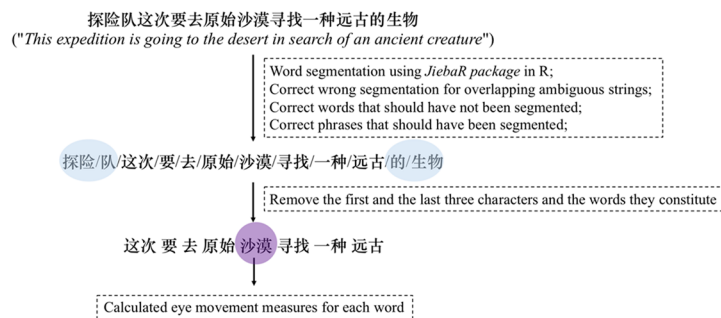 探险队这次要去原始沙漠寻找一种远古的生物
("This expedition is going to the desert in search of an ancient creature")
Word segmentation using JiebaR package in R;
Correct wrong segmentation for overlapping ambiguous strings;
Correct words that should have not been segmented;
Correct phrases that should have been segmented;
探险/队/这次/要/去/原始/沙漠/寻找/一种/远古/的/生物
Remove the first and the last three characters and the words they constitute
这次 要 去 原始 沙漠 寻找 一种 远古
Calculated eye movement measures for each word